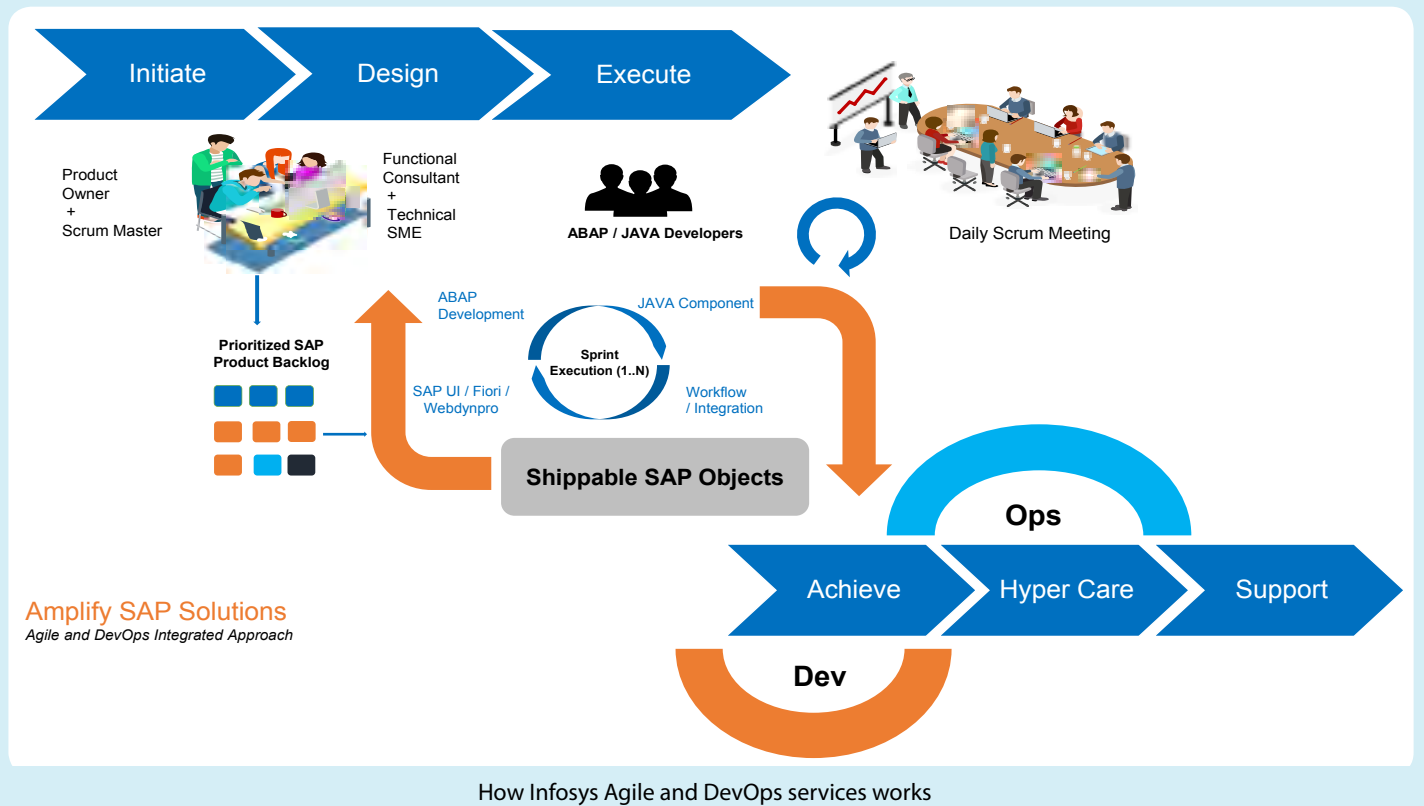 Initiate
Design
Execute
Product
Owner
+
Scrum Master
Functional
Consultant
+
Technical
SME
ABAP / JAVA Developers
Daily Scrum Meeting
Prioritized SAP
Product Backlog
ABAP
Development
JAVA Component
Sprint
Execution (1..N)
SAP UI / Fiori /
Webdynpro
Workflow
/ Integration
Shippable SAP Objects
Ops
Achieve
Hyper Care
Support
Dev
Amplify SAP Solutions
Agile and DevOps Integrated Approach
How Infosys Agile and DevOps services works